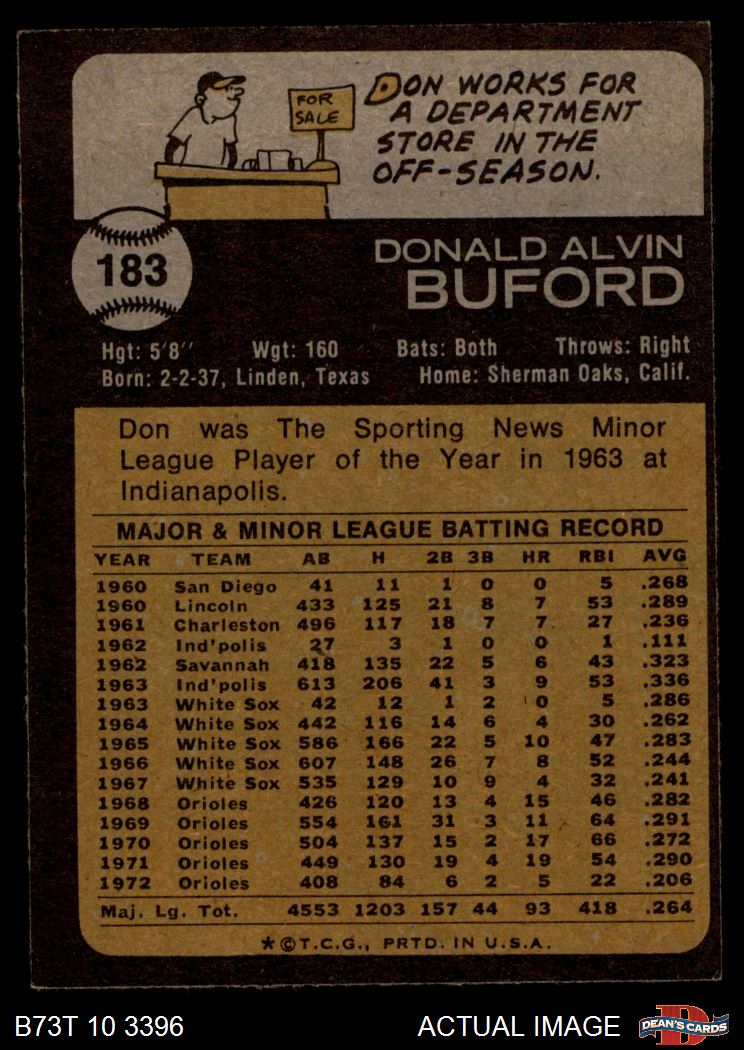 FOR
SALE
DON WORKS FOR
A DEPARTMENT
STORE IN THE
OFF-SEASON.
183
DONALD ALVIN
BUFORD
Hgt: 5'8'' Wgt: 160 Bats: Both Throws: Right
Born: 2-2-37, Linden, Texas Home: Sherman Oaks, Calif.
Don was The Sporting News Minor
League Player of the Year in 1963 at
Indianapolis.
MAJOR & MINOR LEAGUE BATTING RECORD
YEAR TEAM AB H 2B 3B HR RBI AVG
1960 San Diego 41 11 1 0 0 5 .268
1960 Lincoln 433 125 21 8 7 53 .289
1961 Charleston 496 117 18 7 7 27 .236
1962 Ind'polis 27 3 1 0 0 1 .111
1962 Savannah 418 135 22 5 6 43 .323
1963 Ind'polis 613 206 41 3 9 53 .336
1963 White Sox 42 12 1 2 0 5 .286
1964 White Sox 442 116 14 6 4 30 .262
1965 White Sox 586 166 22 5 10 47 .283
1966 White Sox 607 148 26 7 8 52 .244
1967 White Sox 535 129 10 9 4 32 .241
1968 Orioles 426 120 13 4 15 46 .282
1969 Orioles 554 161 31 3 11 64 .291
1970 Orioles 504 137 15 2 17 66 .272
1971 Orioles 449 130 19 4 19 54 .290
1972 Orioles 408 84 6 2 5 22 .206
Maj. Lg. Tot. 4553 1203 157 44 93 418 .264
*©T.C.G., PRTD. IN U.S.A.
B73T 10 3396 ACTUAL IMAGE D DEAN'S CARDS